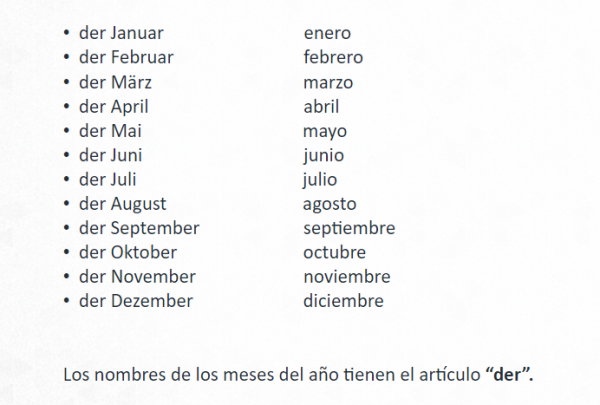 • der Januar enero
• der Februar febrero
• der März marzo
• der April abril
• der Mai mayo
• der Juni junio
• der Juli julio
• der August agosto
• der September septiembre
• der Oktober octubre
• der November noviembre
• der Dezember diciembre
Los nombres de los meses del año tienen el artículo “der”.